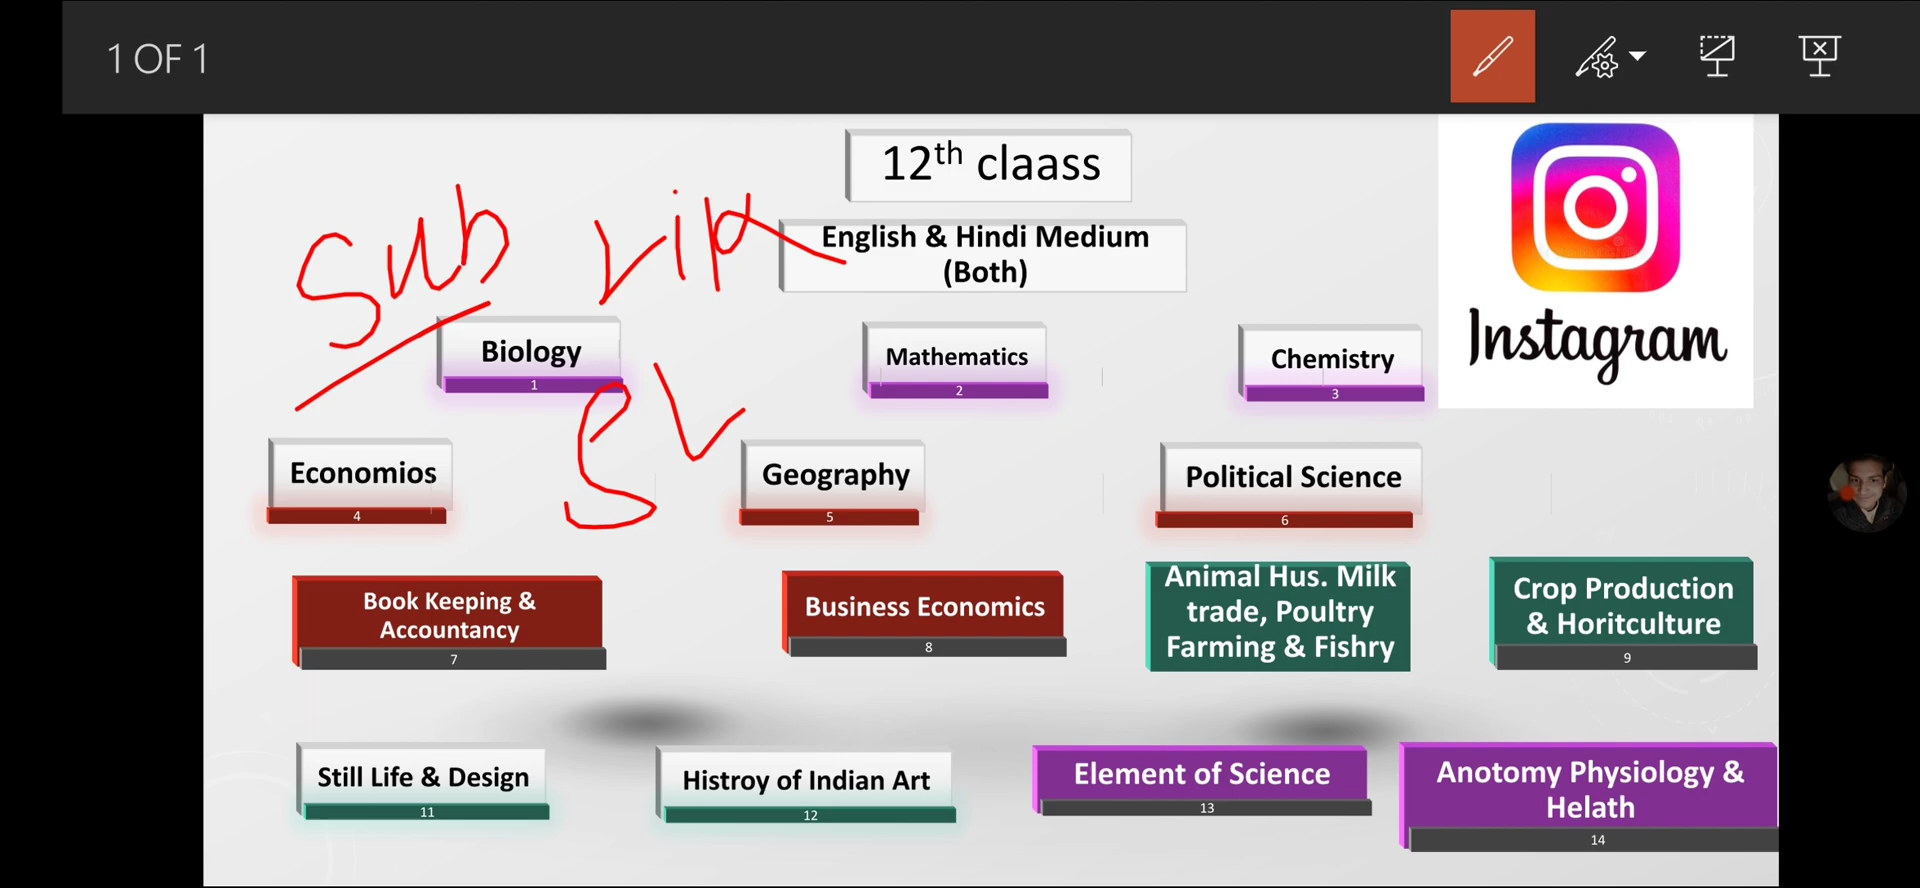 1 OF 1
12th claass
English & Hindi Medium
(Both)
Sub
Biology
1
Mathematics
2
Chemistry
3
Instagram
Economios
4
Geography
5
Political Science
6
Book Keeping &
Accountancy
7
Business Economics
8
Animal Hus. Milk
trade, Poultry
Farming & Fishry
Crop Production
& Horitculture
9
Still Life & Design
11
Histroy of Indian Art
12
Element of Science
13
Anotomy Physiology &
Helath
14